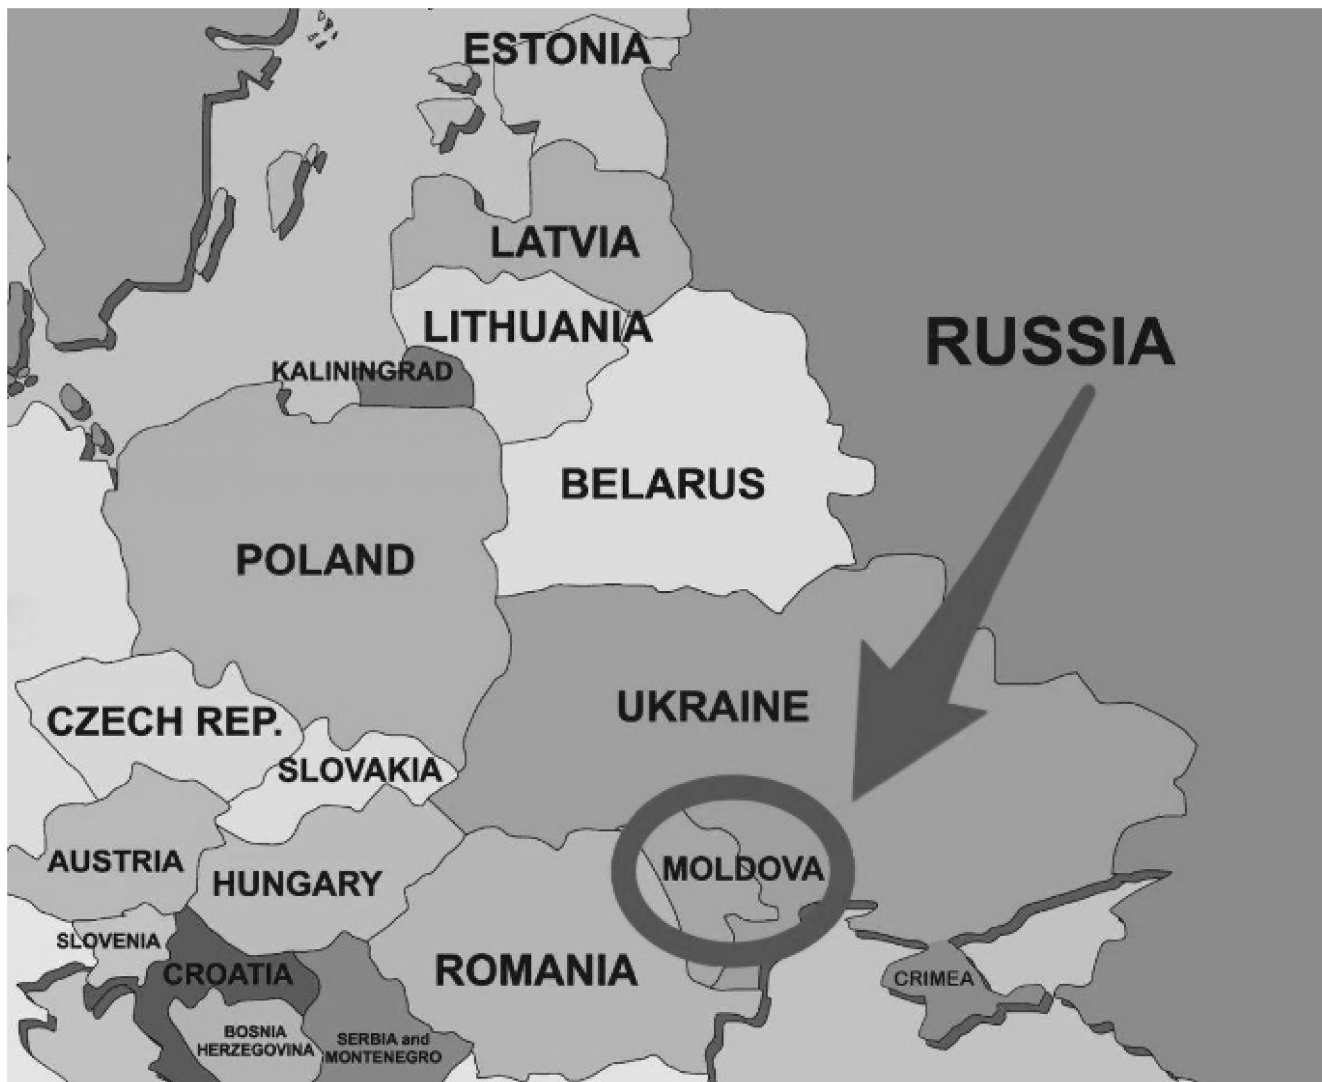 ESTONIA
LATVIA
LITHUANIA
RUSSIA
KALININGRAD
BELARUS
POLAND
UKRAINE
CZECH REP.
SLOVAKIA
AUSTRIA
HUNGARY
MOLDOVA
SLOVENIA
CROATIA
ROMANIA
CRIMEA
BOSNIA
HERZEGOVINA
SERBIA and
MONTENEGRO